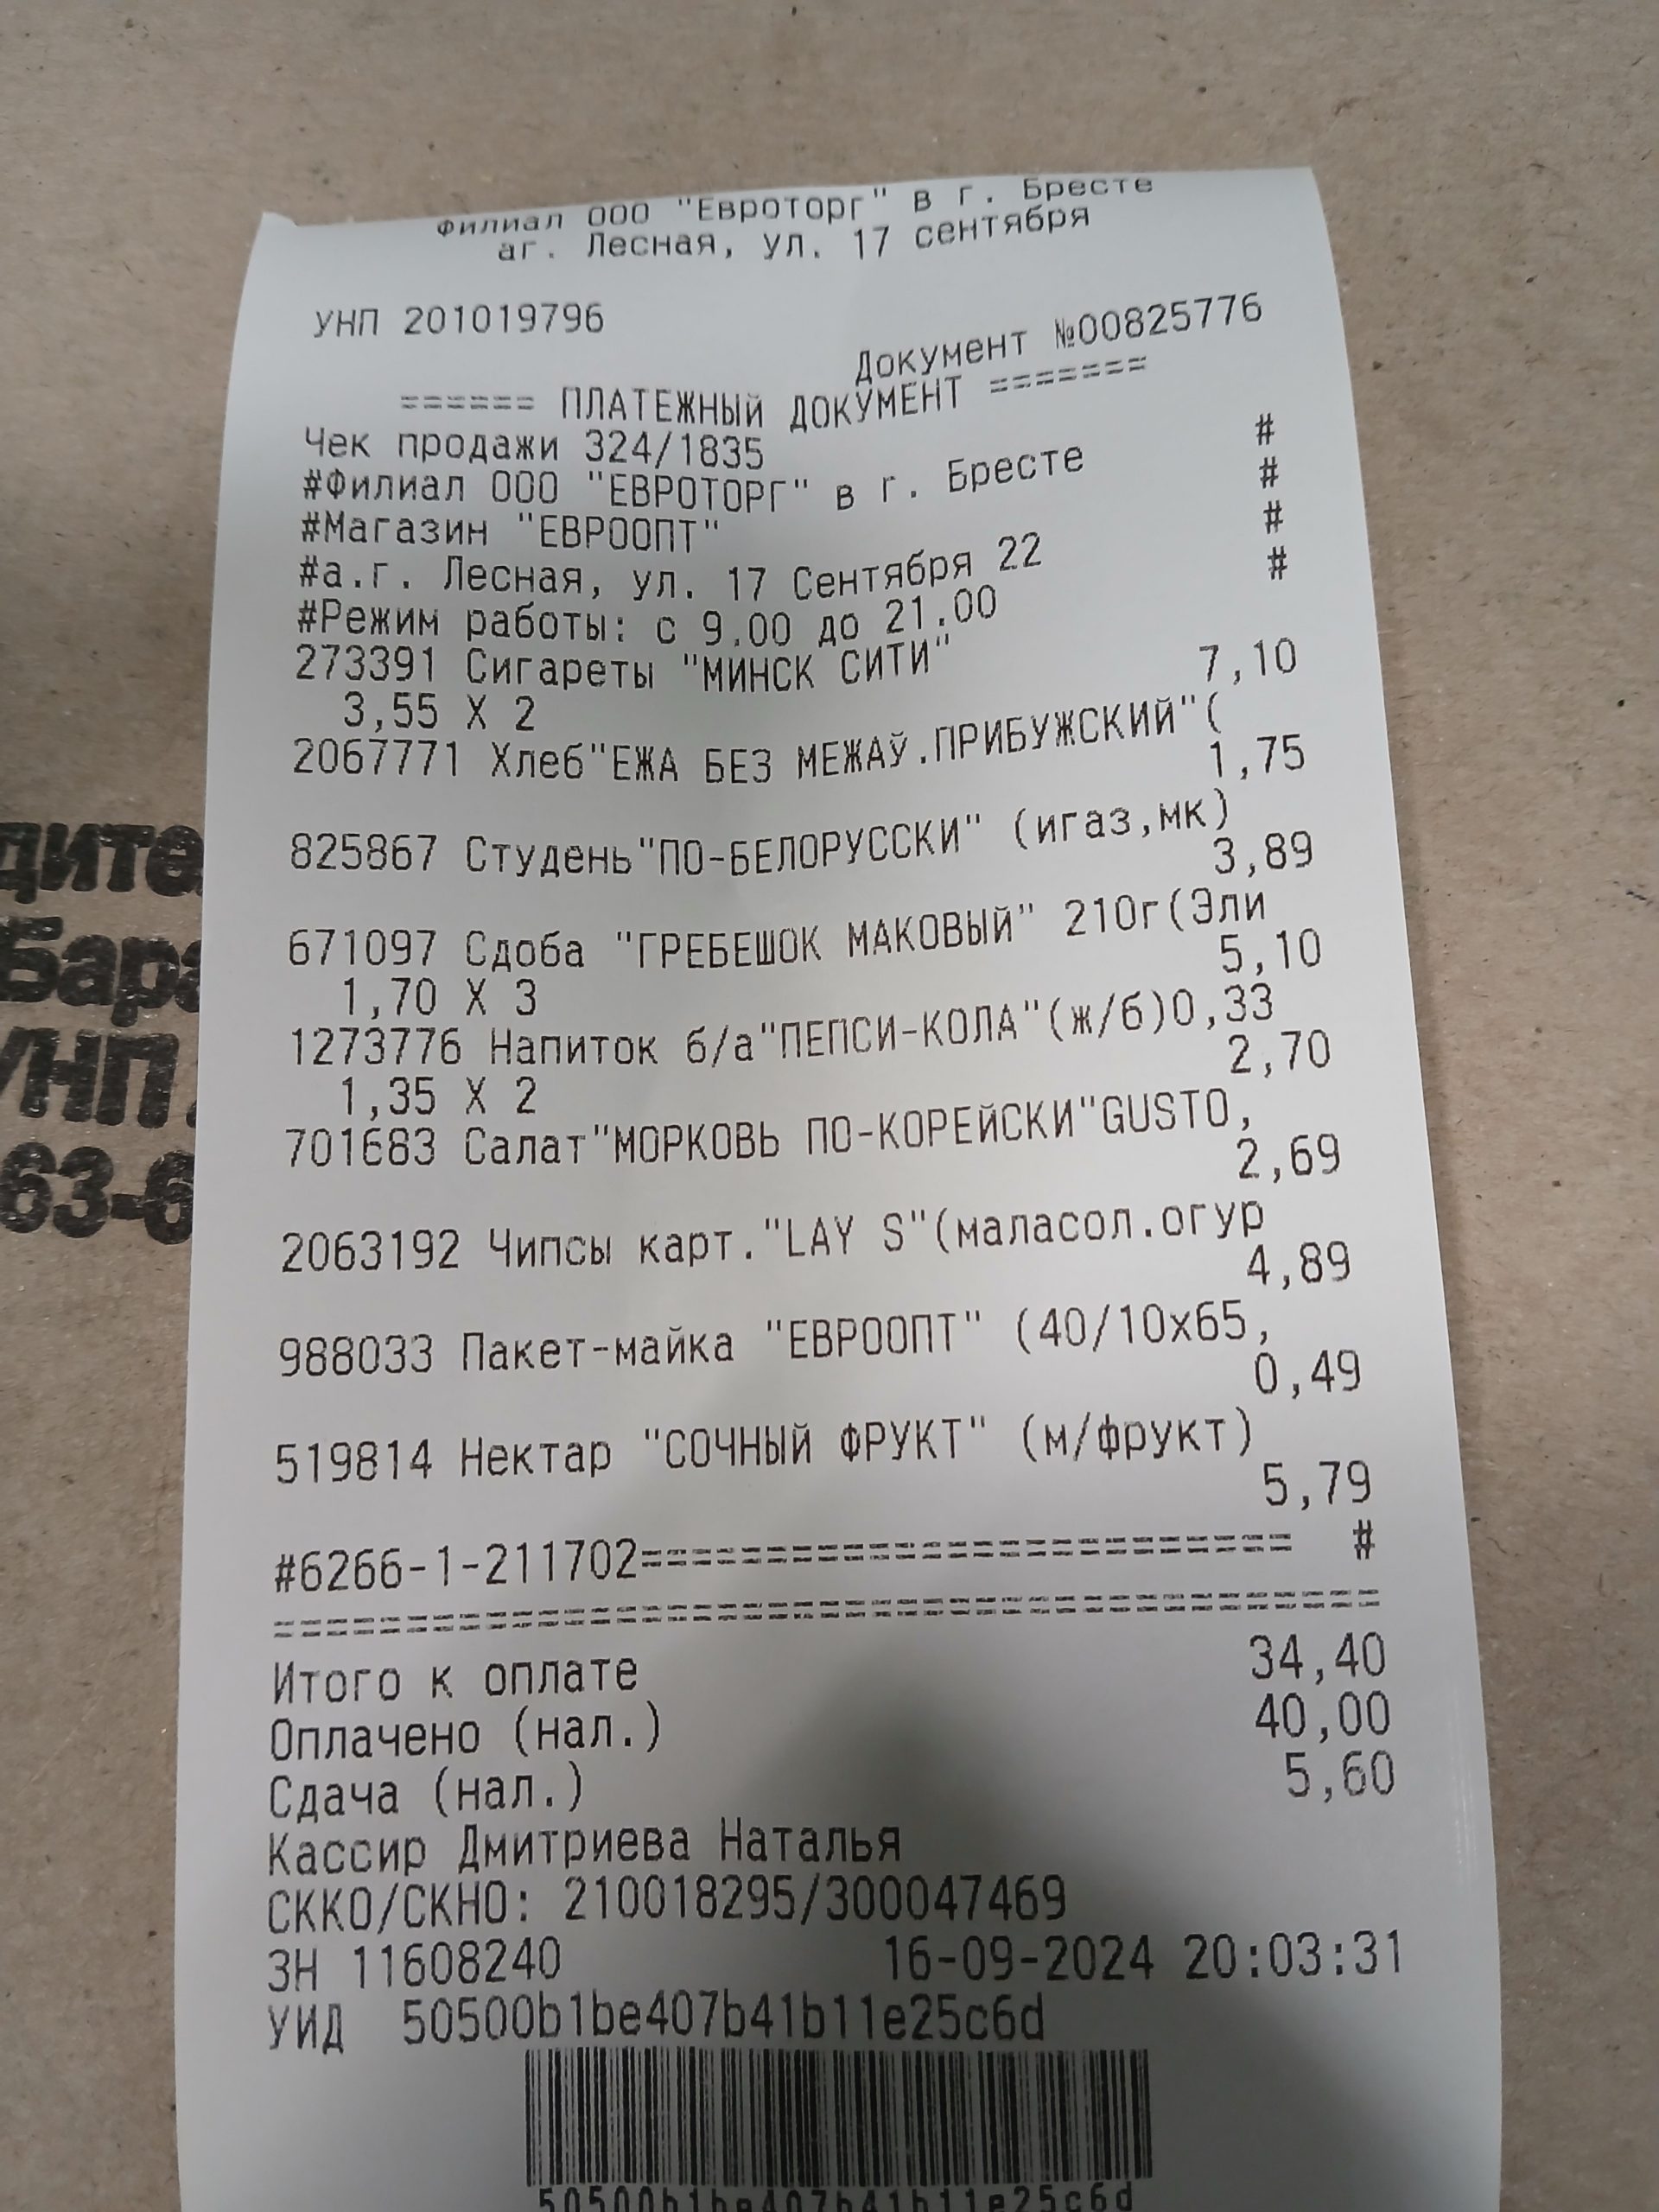 Филиал ООО "Евроторг" в г. Бресте
аг. Лесная, ул. 17 сентября
УНП 201019796
Документ №00825776
====== ПЛАТЕЖНЫЙ ДОКУМЕНТ =======
Чек продажи 324/1835
#Филиал ООО "ЕВРОТОРГ" в г. Бресте #
#Магазин "ЕВРООПТ" #
#а.г. Лесная, ул. 17 Сентября 22 #
#Режим работы: с 9.00 до 21.00 #
273391 Сигареты "МИНСК СИТИ"
3,55 X 2 7,10
2067771 Хлеб"ЕЖА БЕЗ МЕЖАЎ.ПРИБУЖСКИЙ"(
1,75
825867 Студень"ПО-БЕЛОРУССКИ" (игаз,мк)
3,89
671097 Сдоба "ГРЕБЕШОК МАКОВЫЙ" 210г(Эли
1,70 X 3 5,10
1273776 Напиток б/а"ПЕПСИ-КОЛА"(ж/б)0,33
1,35 X 2 2,70
701683 Салат"МОРКОВЬ ПО-КОРЕЙСКИ"GUSTO,
2,69
2063192 Чипсы карт."LAY S"(маласол.огур
4,89
988033 Пакет-майка "ЕВРООПТ" (40/10х65,
0,49
519814 Нектар "СОЧНЫЙ ФРУКТ" (м/фрукт)
5,79
#6266-1-211702========================= #
==========================================
Итого к оплате 34,40
Оплачено (нал.) 40,00
Сдача (нал.) 5,60
Кассир Дмитриева Наталья
СККО/СКНО: 210018295/300047469
ЗН 11608240 16-09-2024 20:03:31
УИД 50500b1be407b41b11e25c6d
50500b1be407b41b11e25c6d
дите
Бара
УНП
63-6